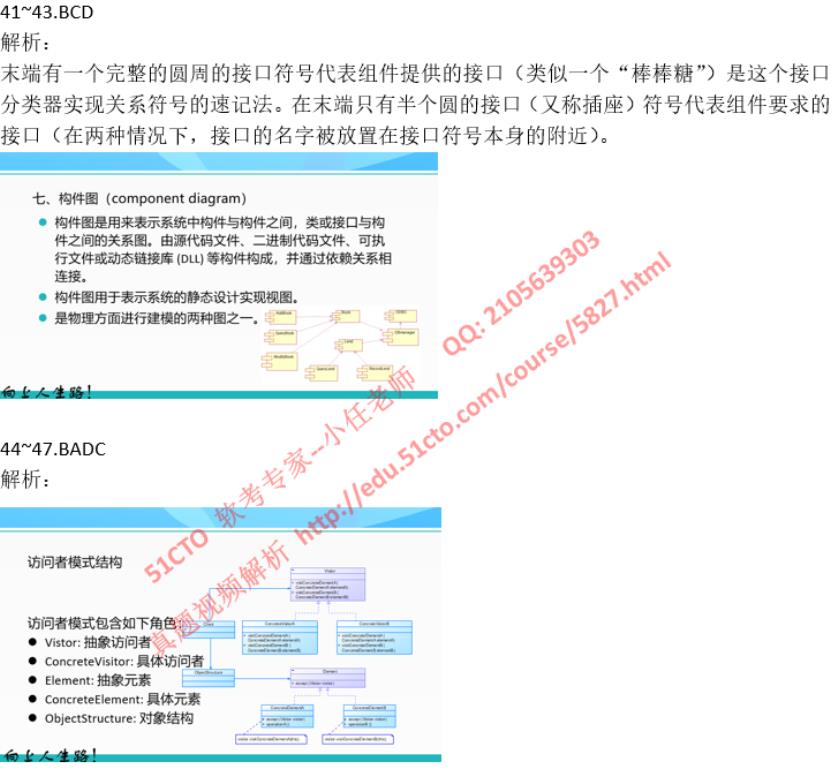 41~43.BCD
解析：
末端有一个完整的圆周的接口符号代表组件提供的接口（类似一个“棒棒糖”）是这个接口
分类器实现关系符号的速记法。在末端只有半个圆的接口（又称插座）符号代表组件要求的
接口（在两种情况下，接口的名字被放置在接口符号本身的附近）。
七、构件图（component diagram）
构件图是用来表示系统中构件与构件之间，类或接口与构
件之间的关系图。由源代码文件、二进制代码文件、可执
行文件或动态链接库 (DLL) 等构件构成，并通过依赖关系相
连接。
构件图用于表示系统的静态设计实现视图。
是物理方面进行建模的两种图之一。
向上人生路！
44~47.BADC
解析：
访问者模式结构
访问者模式包含如下角色：
Vistor: 抽象访问者
ConcreteVisitor: 具体访问者
Element: 抽象元素
ConcreteElement: 具体元素
ObjectStructure: 对象结构
向上人生路！
51CTO 软考专家--小任老师 QQ: 2105639303
真题视频解析 http://edu.51cto.com/course/5827.html